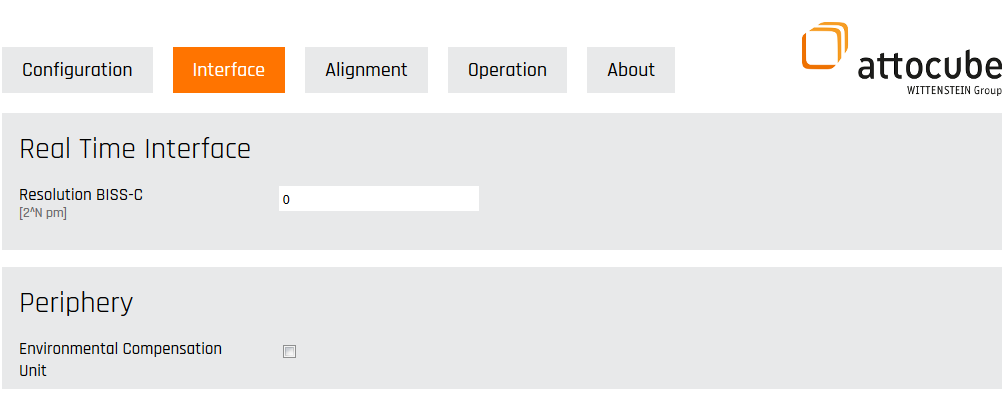 attocube
WITTENSTEIN Group
Configuration Interface Alignment Operation About
Real Time Interface
Resolution BISS-C 0
[2^N pm]
Periphery
Environmental Compensation
Unit